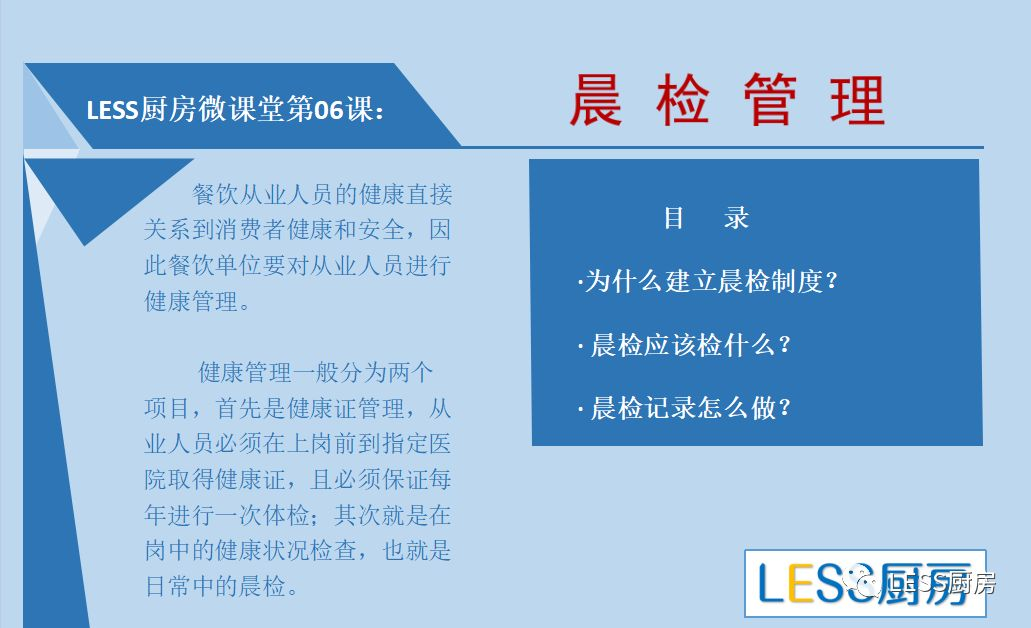 LESS厨房微课堂第06课：
晨检管理
餐饮从业人员的健康直接
关系到消费者健康和安全，因
此餐饮单位要对从业人员进行
健康管理。
健康管理一般分为两个
项目，首先是健康证管理，从
业人员必须在上岗前到指定医
院取得健康证，且必须保证每
年进行一次体检；其次就是在
岗中的健康状况检查，也就是
日常中的晨检。
目 录
·为什么建立晨检制度？
· 晨检应该检什么？
· 晨检记录怎么做？
LESS厨房
LESS厨房